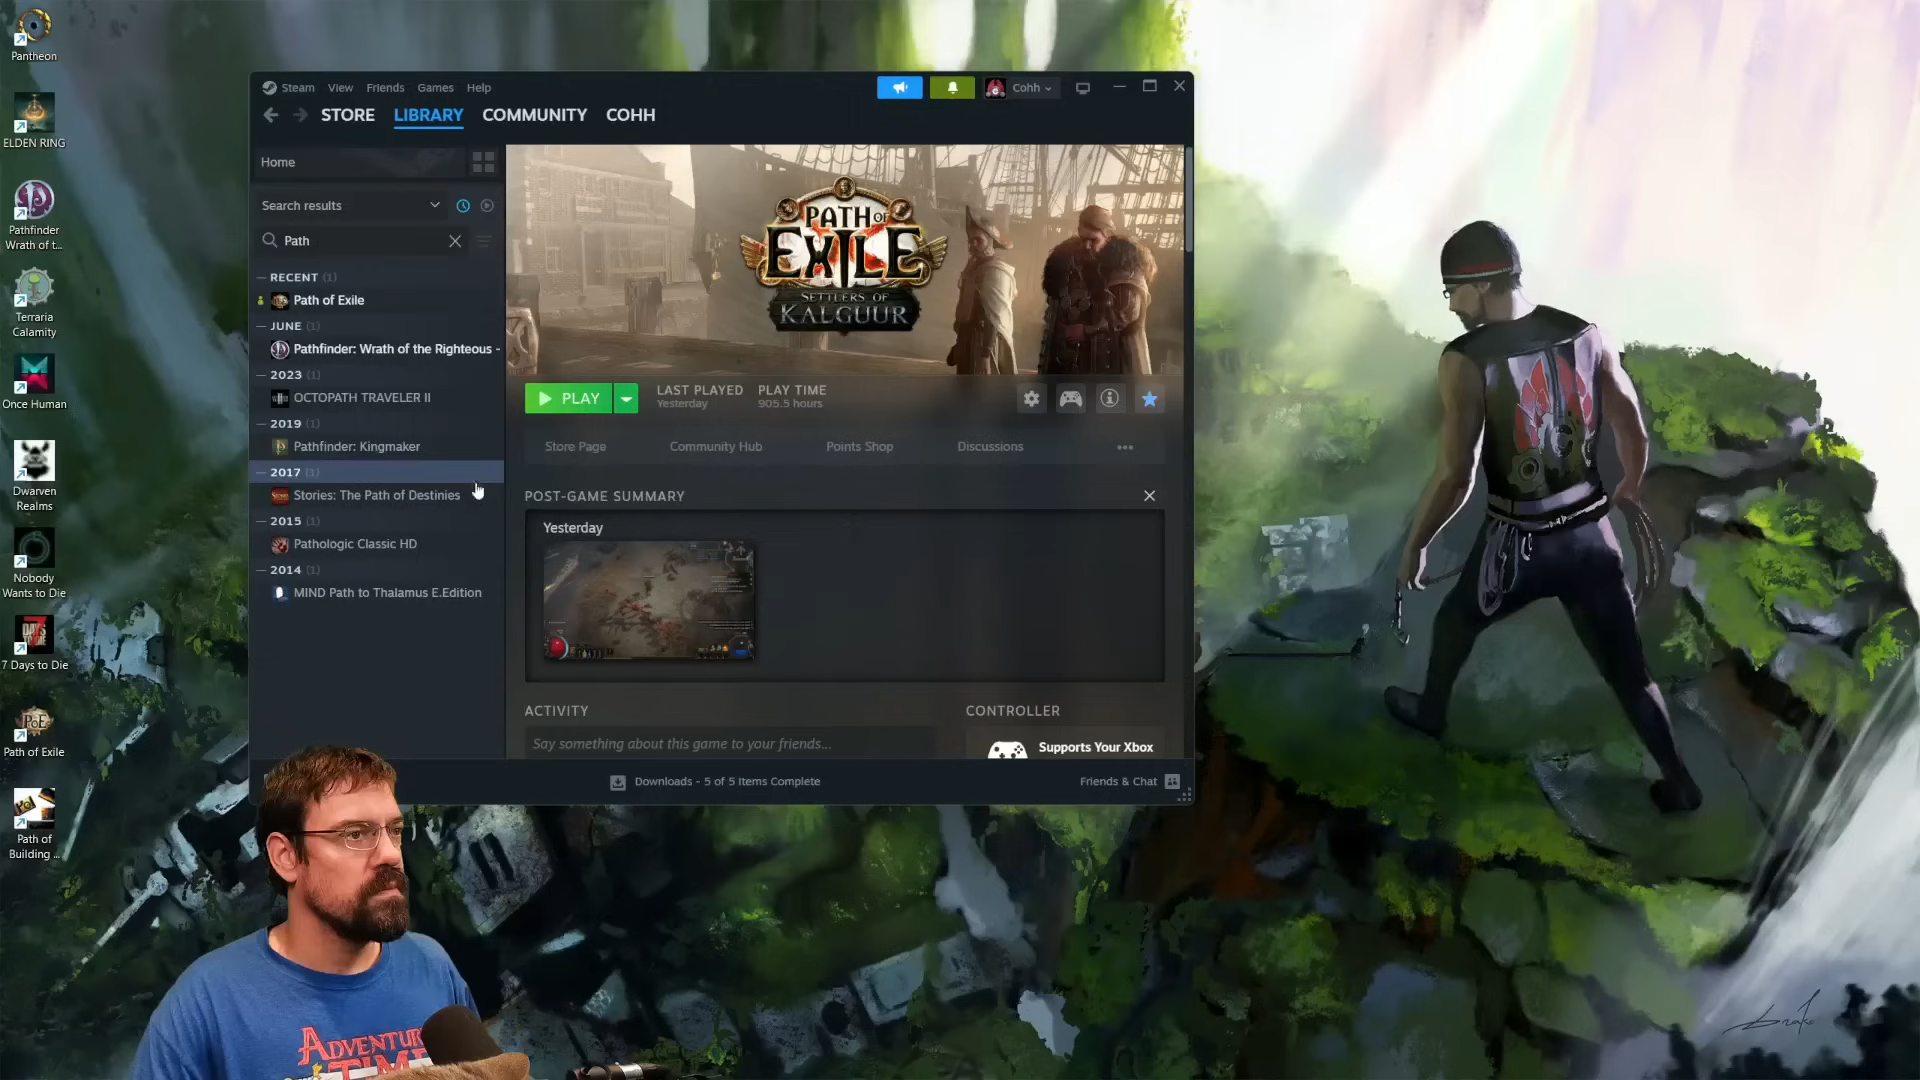 Pantheon
ELDEN RING
Pathfinder
Wrath of t...
Terraria
Calamity
Once Human
Dwarven
Realms
Nobody
Wants to Die
7 DAYS TO DIE
7 Days to Die
PoE
Path of Exile
Path of
Building ...
Steam View Friends Games Help
Cohh
STORE LIBRARY COMMUNITY COHH
Home
Search results
Path
— RECENT (1)
Path of Exile
— JUNE (1)
Pathfinder: Wrath of the Righteous -
— 2023 (1)
OCTOPATH TRAVELER II
— 2019 (1)
Pathfinder: Kingmaker
— 2017 (1)
Stories: The Path of Destinies
— 2015 (1)
Pathologic Classic HD
— 2014 (1)
MIND Path to Thalamus E.Edition
PATH OF
EXILE
SETTLERS OF
KALGUUR
PLAY
LAST PLAYED
Yesterday
PLAY TIME
905.5 hours
Store Page Community Hub Points Shop Discussions ...
POST-GAME SUMMARY
Yesterday
ACTIVITY
Say something about this game to your friends...
CONTROLLER
Supports Your Xbox
Downloads - 5 of 5 Items Complete
Friends & Chat
ADVENTURE
TIME